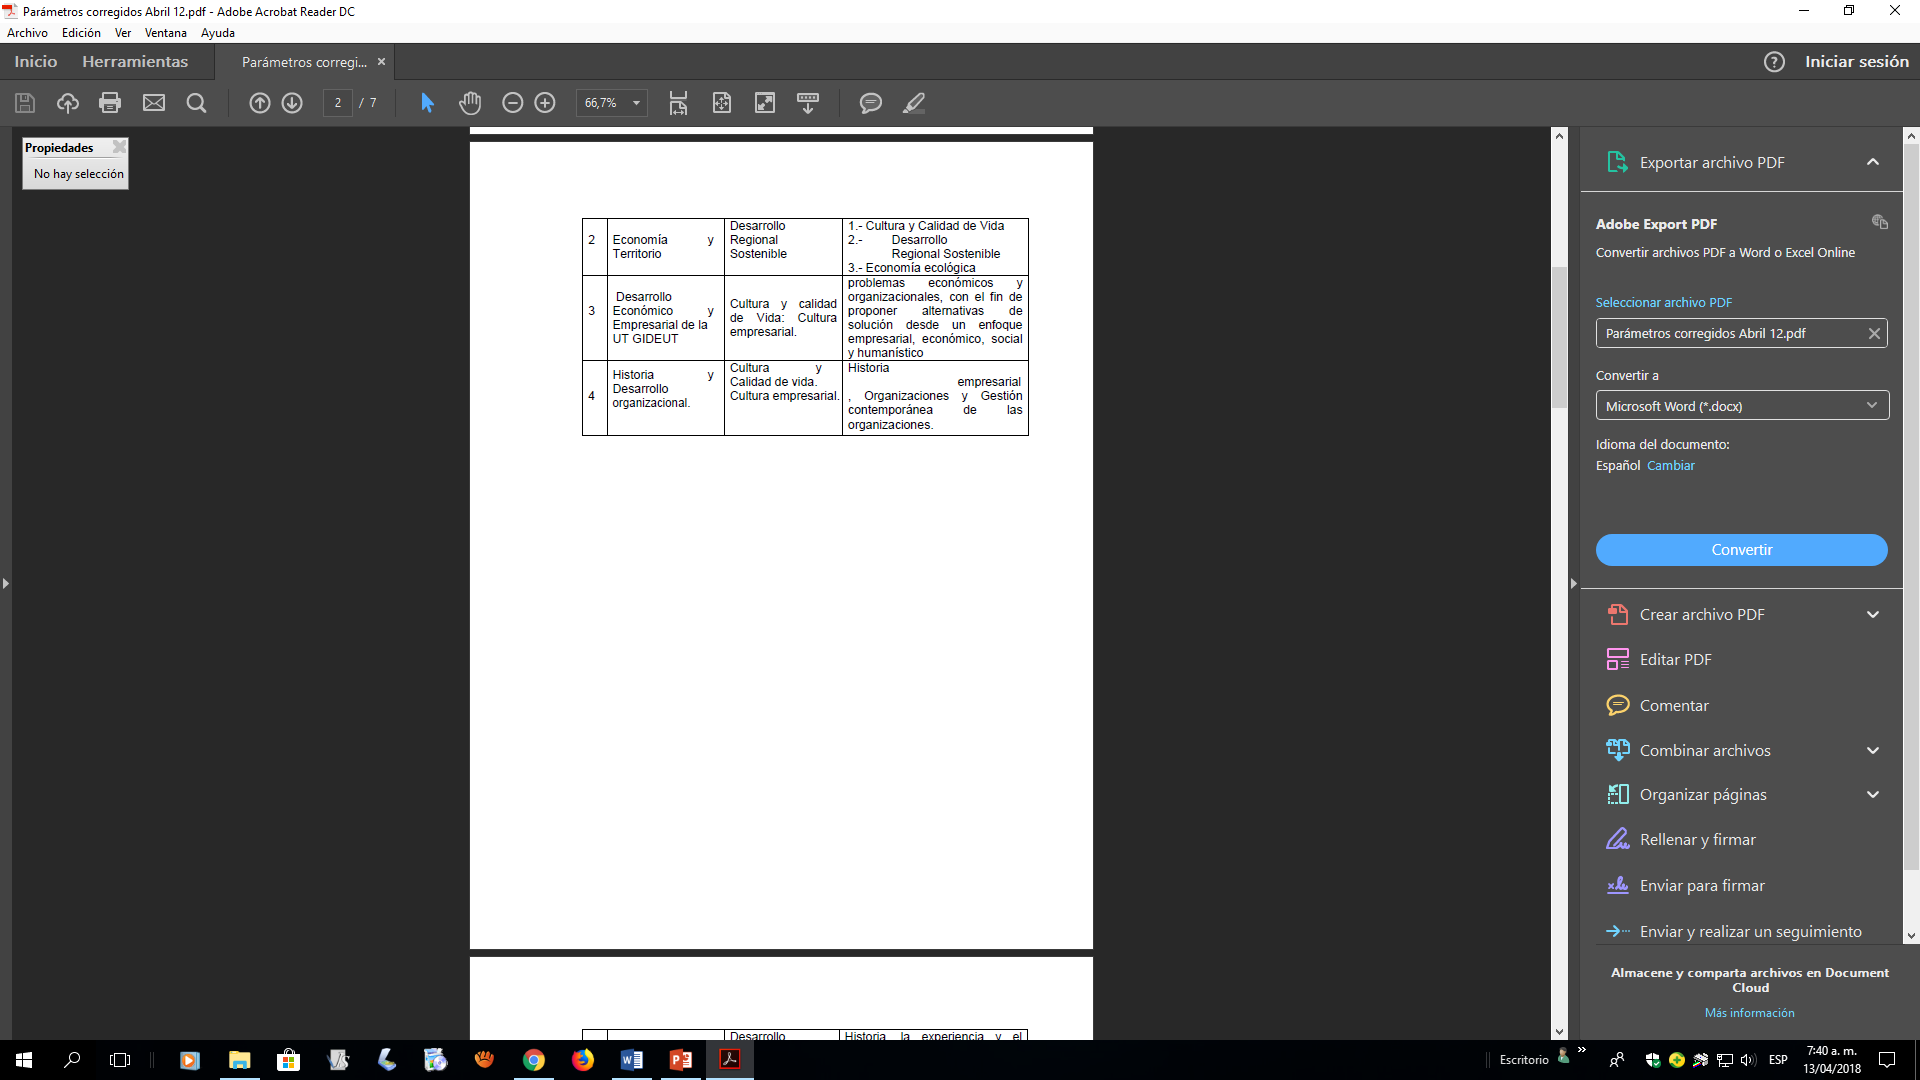 Parámetros corregidos Abril 12.pdf - Adobe Acrobat Reader DC
Archivo Edición Ver Ventana Ayuda
Inicio Herramientas Parámetros corregi... × ? Iniciar sesión
2 / 7 66,7%
Propiedades
No hay selección
2
Economía y
Territorio
Desarrollo
Regional
Sostenible
1.- Cultura y Calidad de Vida
2.- Desarrollo
Regional Sostenible
3.- Economía ecológica
3
Desarrollo
Económico y
Empresarial de la
UT GIDEUT
Cultura y calidad
de Vida: Cultura
empresarial.
problemas económicos y
organizacionales, con el fin de
proponer alternativas de
solución desde un enfoque
empresarial, económico, social
y humanístico
4
Historia y
Desarrollo
organizacional.
Cultura y
Calidad de vida.
Cultura empresarial.
Historia
empresarial
, Organizaciones y Gestión
contemporánea de las
organizaciones.
Desarrollo
Historia la experiencia y el
Exportar archivo PDF
Adobe Export PDF
Convertir archivos PDF a Word o Excel Online
Seleccionar archivo PDF
Parámetros corregidos Abril 12.pdf
Convertir a
Microsoft Word (*.docx)
Idioma del documento:
Español Cambiar
Convertir
Crear archivo PDF
Editar PDF
Comentar
Combinar archivos
Organizar páginas
Rellenar y firmar
Enviar para firmar
Enviar y realizar un seguimiento
Almacene y comparta archivos en Document
Cloud
Más información
Escritorio » ESP
7:40 a. m.
13/04/2018